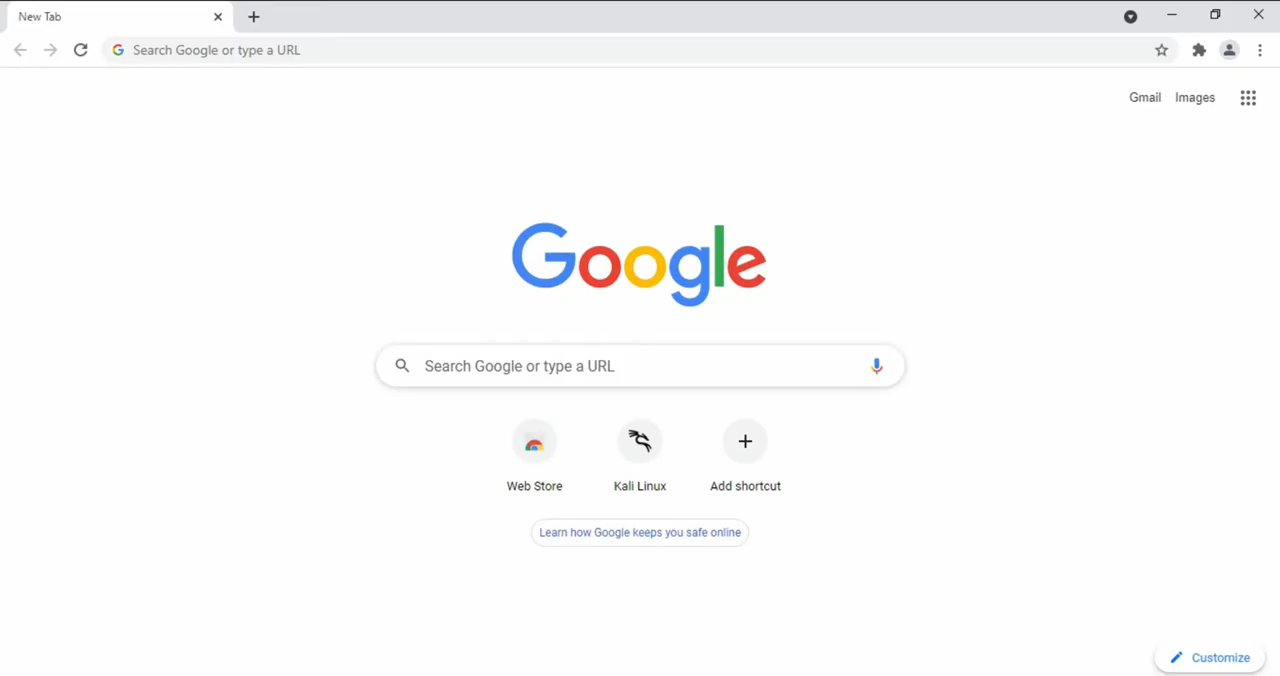 New Tab
Search Google or type a URL
Gmail Images
Google
Search Google or type a URL
Web Store Kali Linux Add shortcut
Learn how Google keeps you safe online
Customize